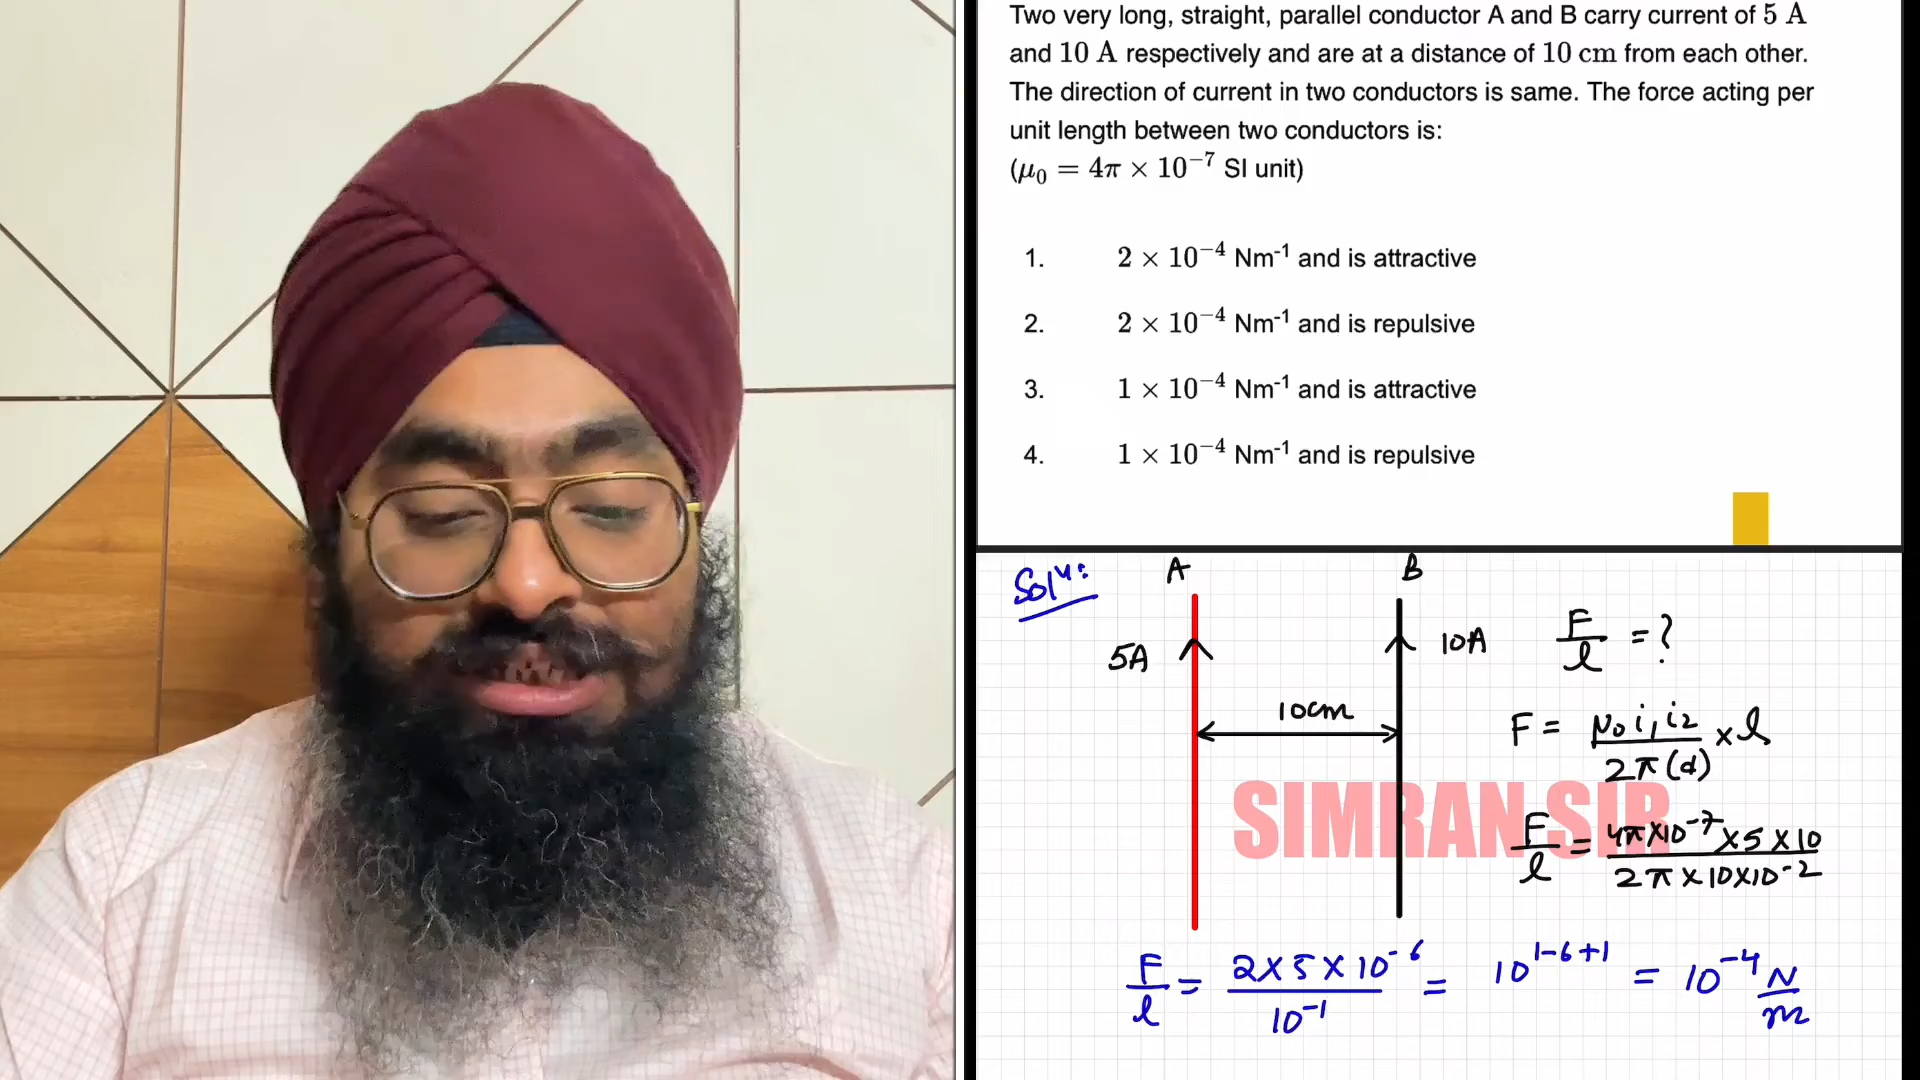 Two very long, straight, parallel conductor A and B carry current of 5 A
and 10 A respectively and are at a distance of 10 cm from each other.
The direction of current in two conductors is same. The force acting per
unit length between two conductors is:
(μ₀ = 4π × 10⁻⁷ SI unit)
1. 2 × 10⁻⁴ Nm⁻¹ and is attractive
2. 2 × 10⁻⁴ Nm⁻¹ and is repulsive
3. 1 × 10⁻⁴ Nm⁻¹ and is attractive
4. 1 × 10⁻⁴ Nm⁻¹ and is repulsive
Solⁿ:
A B
5A 10A
10cm
F/l = ?
F = μ₀ i₁ i₂ / 2π(d) × l
SIMRAN SIR
F/l = 4π×10⁻⁷ × 5 × 10 / 2π × 10×10⁻²
F/l = 2×5×10⁻⁶ / 10⁻¹ = 10¹⁻⁶⁺¹ = 10⁻⁴ N/m